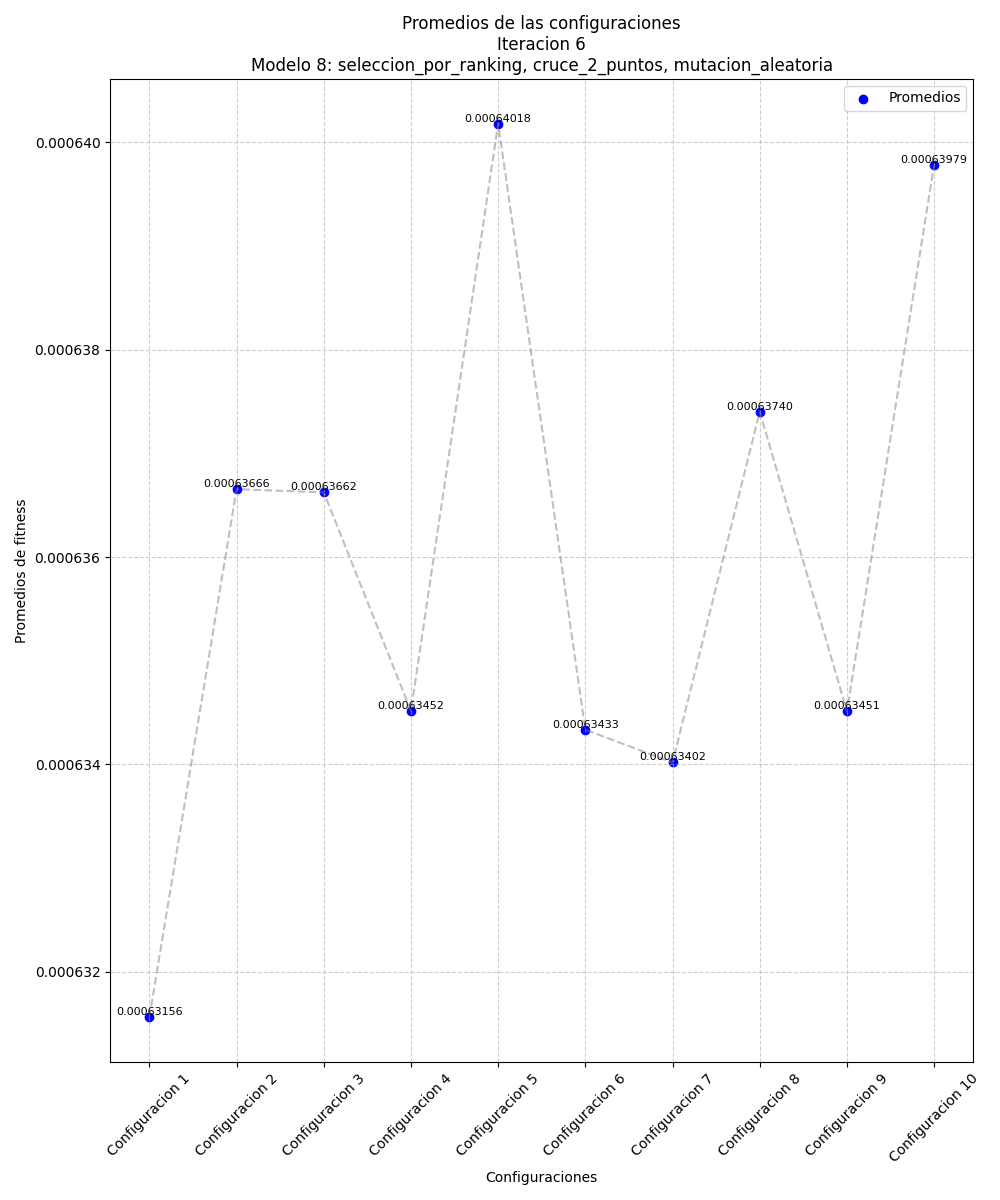 Promedios de las configuraciones
Iteracion 6
Modelo 8: seleccion_por_ranking, cruce_2_puntos, mutacion_aleatoria
Promedios
0.00064018
0.00063979
0.000640
0.000638
0.00063740
0.00063666
0.00063662
0.000636
0.00063452
0.00063451
0.00063433
0.00063402
0.000634
0.000632
0.00063156
Promedios de fitness
Configuracion 1
Configuracion 2
Configuracion 3
Configuracion 4
Configuracion 5
Configuracion 6
Configuracion 7
Configuracion 8
Configuracion 9
Configuracion 10
Configuraciones